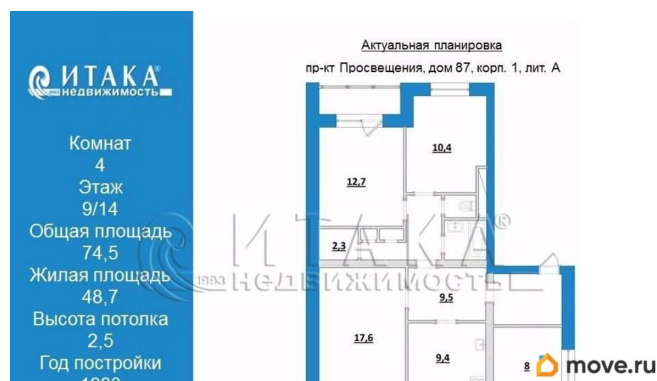 ИТАКА®
1993 недвижимость
Комнат
4
Этаж
9/14
Общая площадь
74,5
Жилая площадь
48,7
Высота потолка
2,5
Год постройки
Актуальная планировка
пр-кт Просвещения, дом 87, корп. 1, лит. А
10,4
12,7
2,3
ИТАКА®
1993 недвижимость
9,5
17,6
9,4
8
move.ru